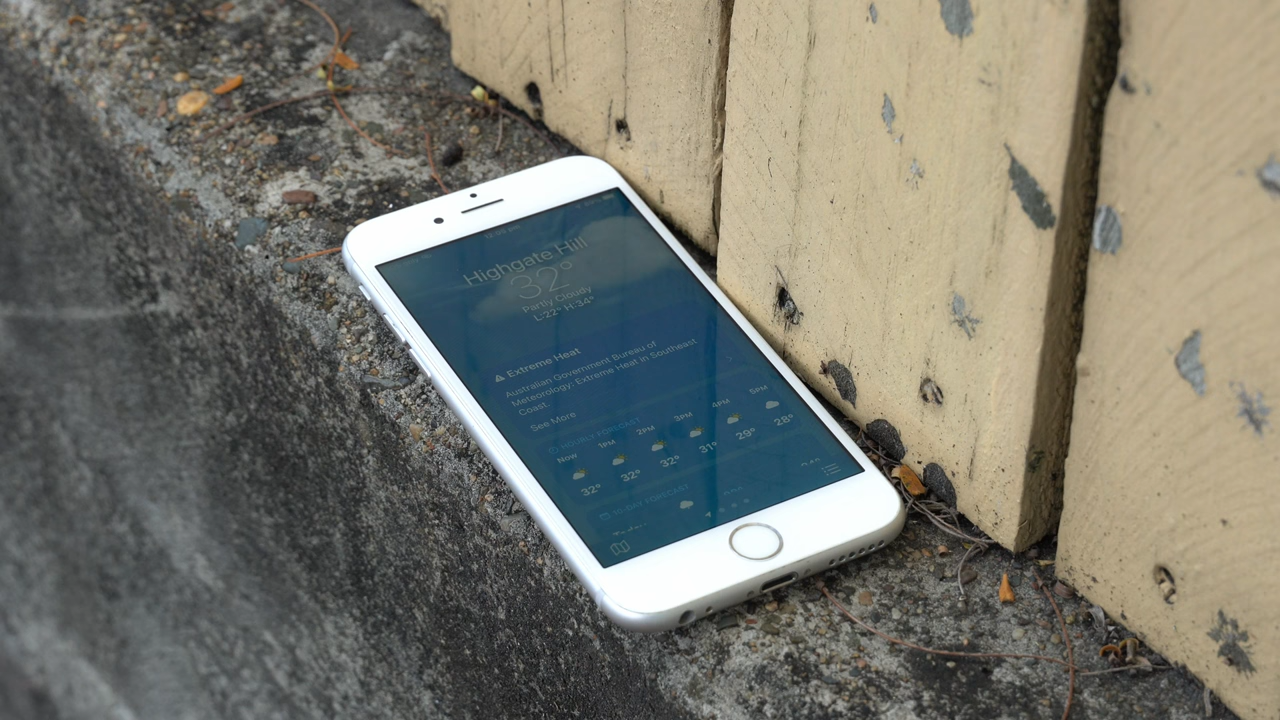 Highgate Hill
32°
Partly Cloudy
L:22° H:34°
Extreme Heat
Australian Government Bureau of
Meteorology: Extreme Heat in Southeast
Coast.
See More
HOURLY FORECAST
Now 1PM 2PM 3PM 4PM 5PM
32° 32° 32° 31° 29° 28°
10-DAY FORECAST